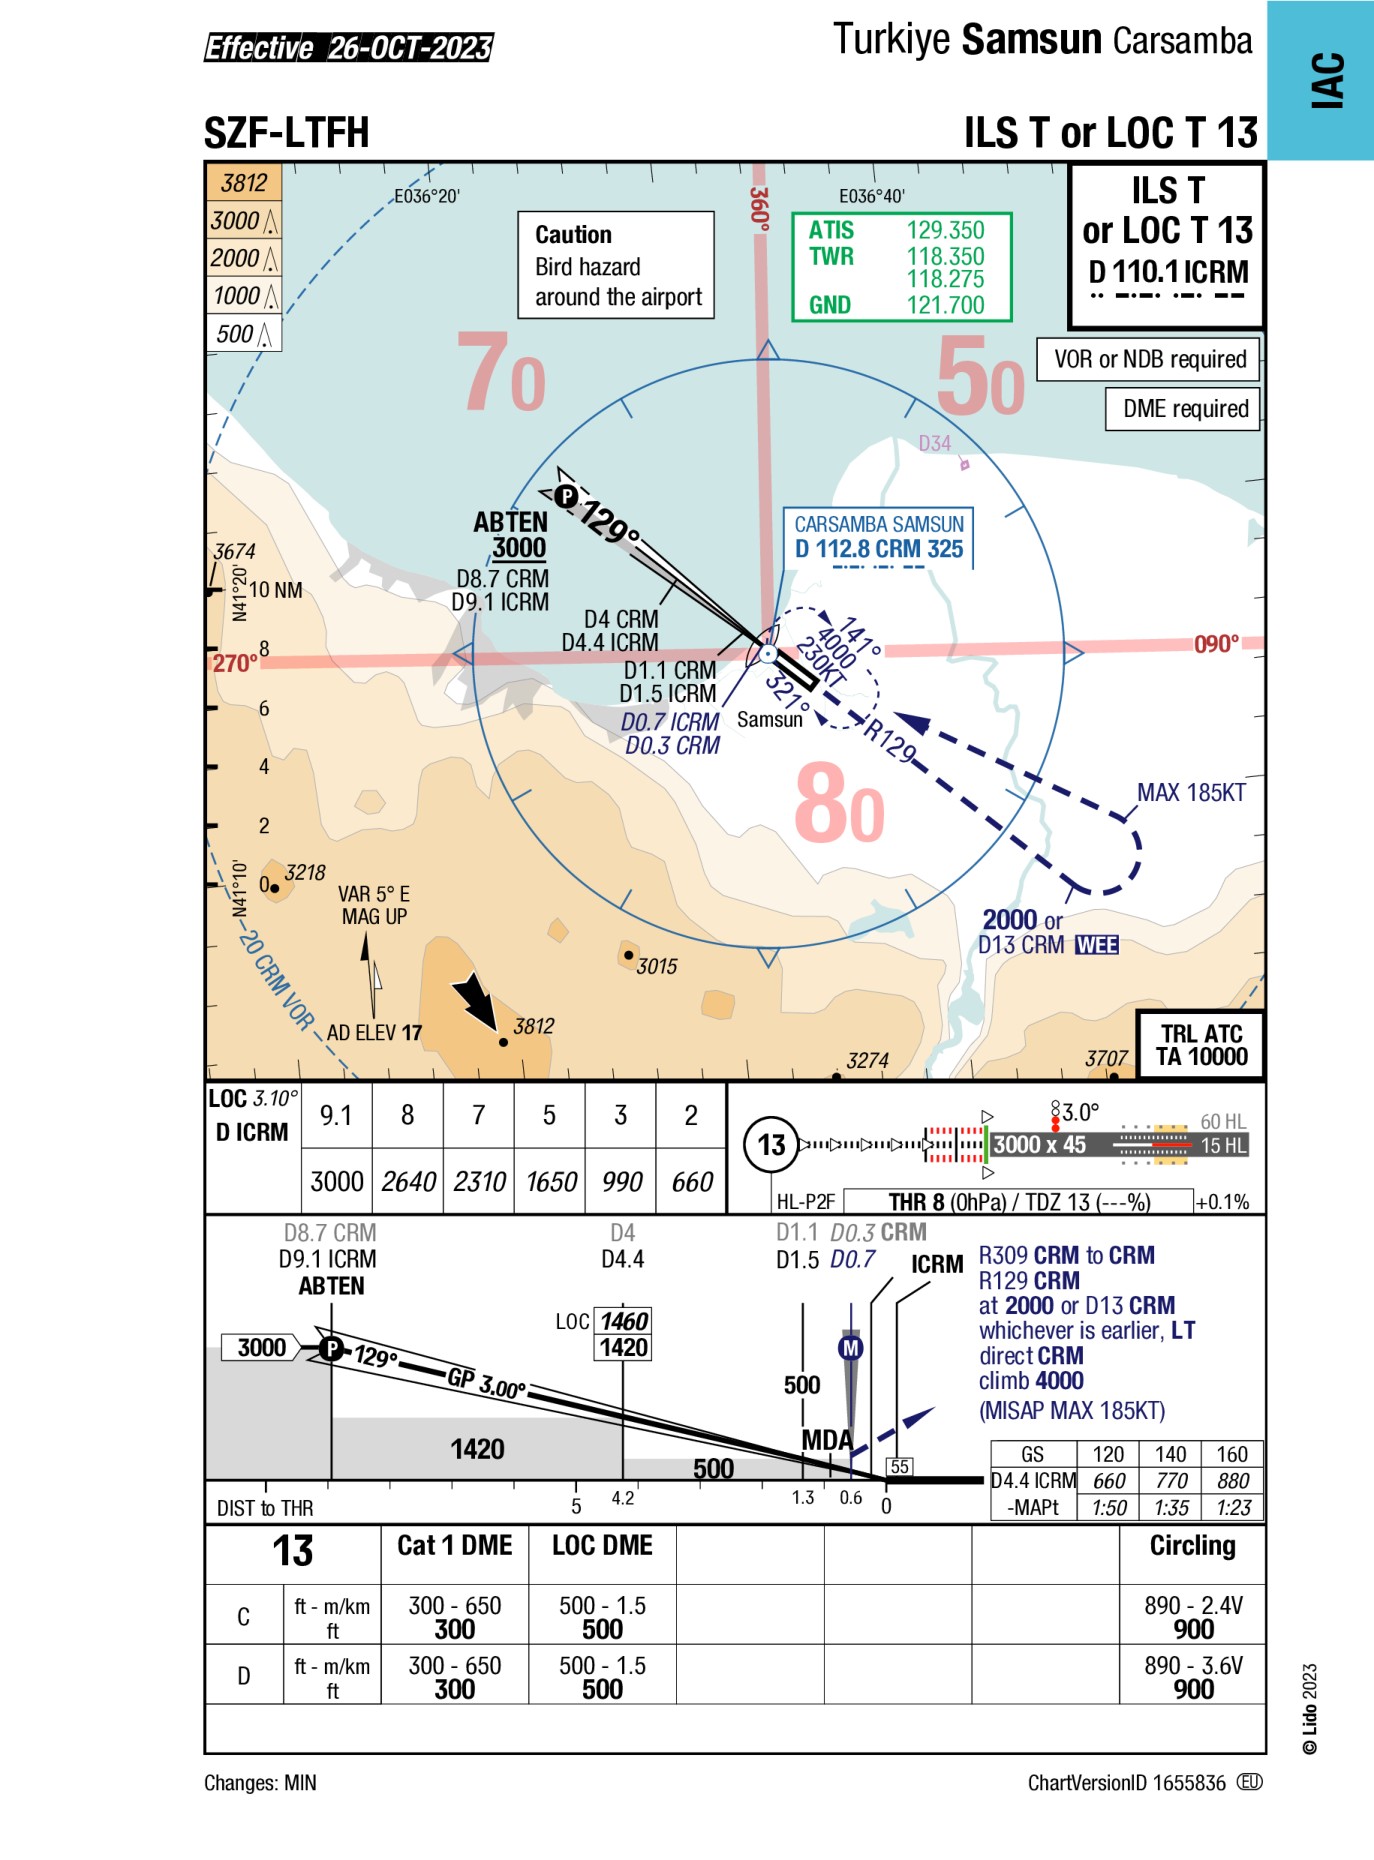 Effective 26-OCT-2023
Turkiye Samsun Carsamba
IAC
SZF-LTFH
ILS T or LOC T 13
3812
3000
2000
1000
500
E036°20'
360°
E036°40'
Caution
Bird hazard
around the airport
ATIS 129.350
TWR 118.350
118.275
GND 121.700
ILS T
or LOC T 13
D 110.1 ICRM
VOR or NDB required
DME required
70
50
D34
129°
ABTEN
3000
D8.7 CRM
D9.1 ICRM
CARSAMBA SAMSUN
D 112.8 CRM 325
3674
N41°20'
10 NM
8
6
4
2
0
270°
090°
D4 CRM
D4.4 ICRM
D1.1 CRM
D1.5 ICRM
D0.7 ICRM
D0.3 CRM
141°
4000
230KT
321°
Samsun
R129
80
MAX 185KT
2000 or
D13 CRM WEE
3218
N41°10'
VAR 5° E
MAG UP
20 CRM VOR
AD ELEV 17
3015
3812
3274
3707
TRL ATC
TA 10000
LOC 3.10°
D ICRM
9.1 8 7 5 3 2
3000 2640 2310 1650 990 660
13
3.0°
3000 x 45
60 HL
15 HL
HL-P2F
THR 8 (0hPa) / TDZ 13 (---%)
+0.1%
D8.7 CRM D4 D1.1 D0.3 CRM
D9.1 ICRM D4.4 D1.5 D0.7 ICRM
ABTEN
LOC 1460
1420
3000
P
129°
GP 3.00°
M
500
MDA
1420
500
55
DIST to THR
5 4.2 1.3 0.6 0
R309 CRM to CRM
R129 CRM
at 2000 or D13 CRM
whichever is earlier, LT
direct CRM
climb 4000
(MISAP MAX 185KT)
GS 120 140 160
D4.4 ICRM 660 770 880
-MAPt 1:50 1:35 1:23
13 Cat 1 DME LOC DME Circling
C ft - m/km 300 - 650 500 - 1.5 890 - 2.4V
ft 300 500 900
D ft - m/km 300 - 650 500 - 1.5 890 - 3.6V
ft 300 500 900
© Lido 2023
Changes: MIN
ChartVersionID 1655836 EU